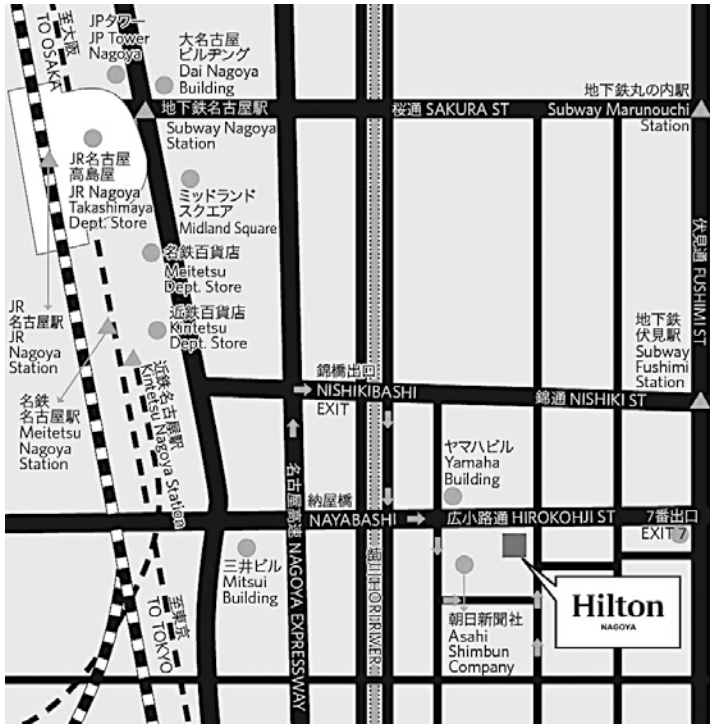 至大阪
TO OSAKA
JPタワー
JP Tower
Nagoya
大名古屋
ビルヂング
Dai Nagoya
Building
地下鉄名古屋駅
Subway Nagoya
Station
桜通 SAKURA ST
地下鉄丸の内駅
Subway Marunouchi
Station
JR名古屋
高島屋
JR Nagoya
Takashimaya
Dept. Store
ミッドランド
スクエア
Midland Square
名鉄百貨店
Meitetsu
Dept. Store
近鉄百貨店
Kintetsu
Dept. Store
伏見通 FUSHIMI ST
JR
名古屋駅
JR
Nagoya
Station
地下鉄
伏見駅
Subway
Fushimi
Station
名鉄
名古屋駅
Meitetsu
Nagoya
Station
近鉄名古屋駅
Kintetsu Nagoya Station
錦橋出口
NISHIKIBASHI
EXIT
錦通 NISHIKI ST
ヤマハビル
Yamaha
Building
名古屋高速 NAGOYA EXPRESSWAY
納屋橋
NAYABASHI
広小路通 HIROKOHJI ST
7番出口
EXIT 7
三井ビル
Mitsui
Building
堀川 HORI RIVER
朝日新聞社
Asahi
Shimbun
Company
Hilton
NAGOYA
至東京
TO TOKYO